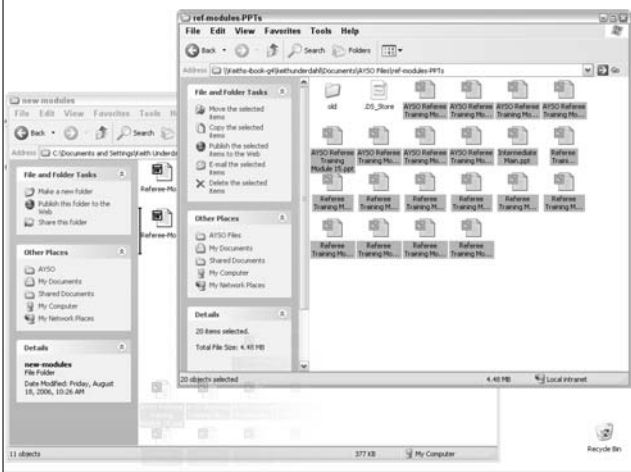 ref-modules-PPTs
File Edit View Favorites Tools Help
Back Search Folders
Address \\Keiths-book-g4\keithunderdahl\Documents\AYSO Files\ref-modules-PPTs Go
File and Folder Tasks
Move the selected items
Copy the selected items
Publish the selected items to the Web
E-mail the selected items
Delete the selected items
Other Places
AYSO Files
My Documents
Shared Documents
My Computer
My Network Places
Details
20 items selected.
Total File Size: 4.48 MB
old .DS_Store AYSO Referee AYSO Referee AYSO Referee AYSO Referee
Training Mo... Training Mo... Training Mo...
AYSO Referee AYSO Referee AYSO Referee AYSO Referee Intermediate Referee
Training Training Mo... Training Mo... Training Mo... Main.ppt Trains...
Module 15.ppt
Referee Referee Referee Referee Referee Referee
Training M... Training M... Training M... Training M... Training M... Training M...
Referee Referee Referee Referee
Training Mo... Training Mo... Training Mo... Training Mo...
20 objects selected 4.48 MB Local intranet
new modules
File Edit View Favorites Tools H
Back Search
Address C:\Documents and Settings\Keith Underda
File and Folder Tasks
Make a new folder
Publish this folder to the Web
Share this folder
Other Places
AYSO
My Documents
Shared Documents
My Computer
My Network Places
Details
new-modules
File Folder
Date Modified: Friday, August 18, 2006, 10:26 AM
Referee-Mo
Referee-Mo
11 objects 377 KB My Computer
Recycle Bin